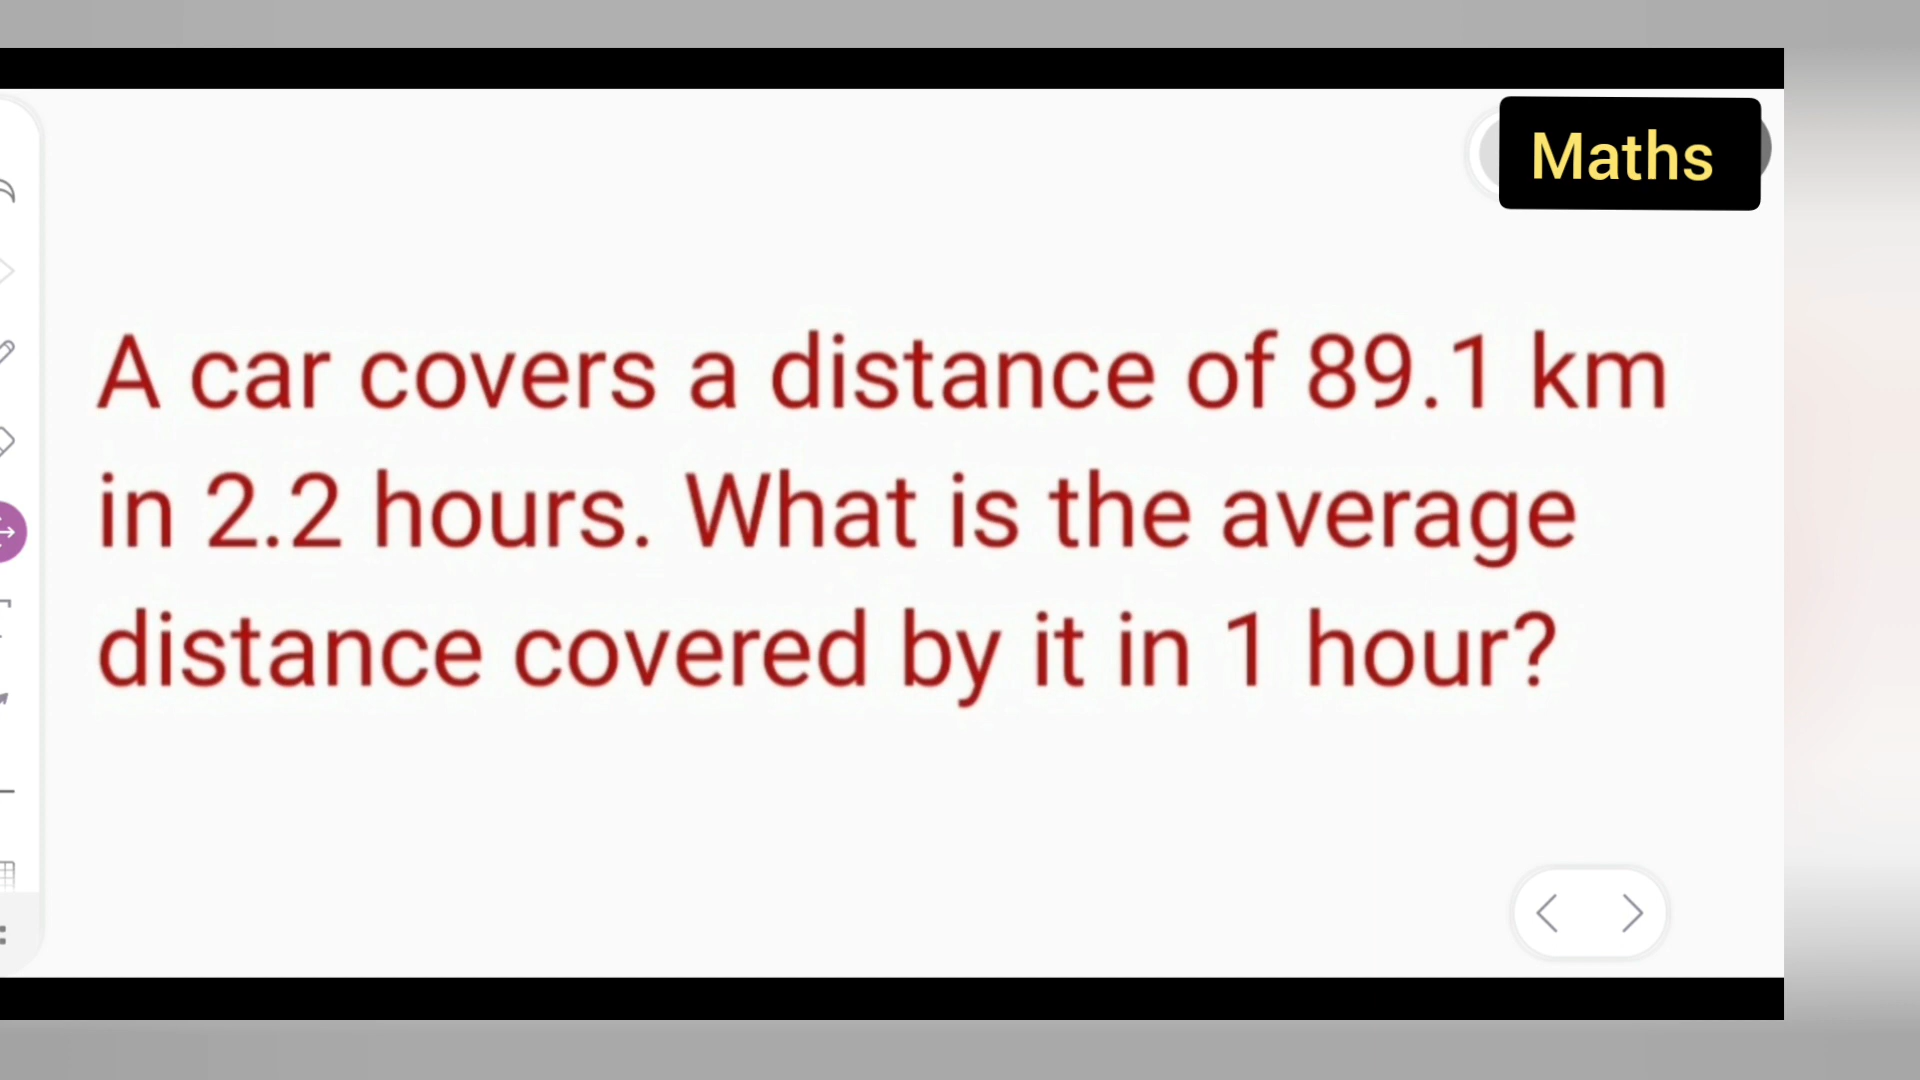 Maths
A car covers a distance of 89.1 km
in 2.2 hours. What is the average
distance covered by it in 1 hour?